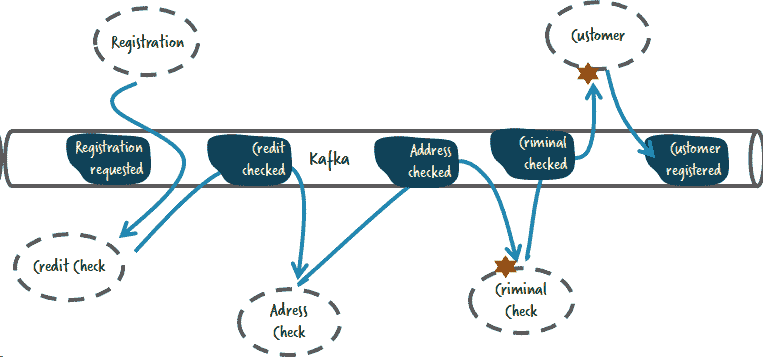 Registration
Customer
Registration
requested
Credit
checked
Kafka
Address
checked
Criminal
checked
Customer
registered
Credit Check
Adress
Check
Criminal
Check